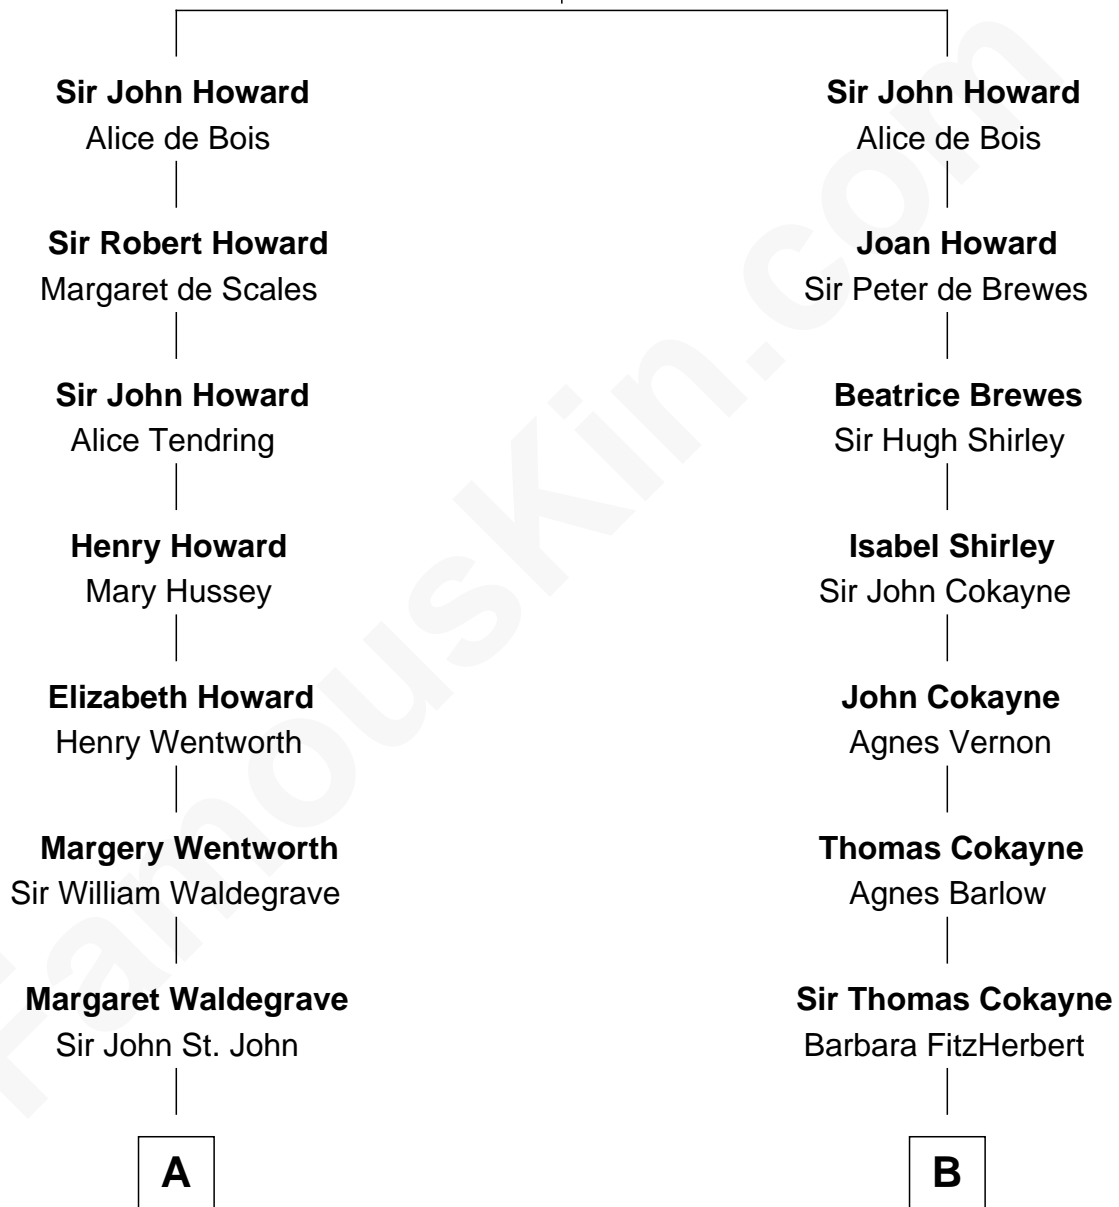 Sir John Howard
Alice de Bois
Sir Robert Howard
Margaret de Scales
Sir John Howard
Alice Tendring
Henry Howard
Mary Hussey
Elizabeth Howard
Henry Wentworth
Margery Wentworth
Sir William Waldegrave
Margaret Waldegrave
Sir John St. John
A
Sir John Howard
Alice de Bois
Joan Howard
Sir Peter de Brewes
Beatrice Brewes
Sir Hugh Shirley
Isabel Shirley
Sir John Cokayne
John Cokayne
Agnes Vernon
Thomas Cokayne
Agnes Barlow
Sir Thomas Cokayne
Barbara FitzHerbert
B
FamousKin.com